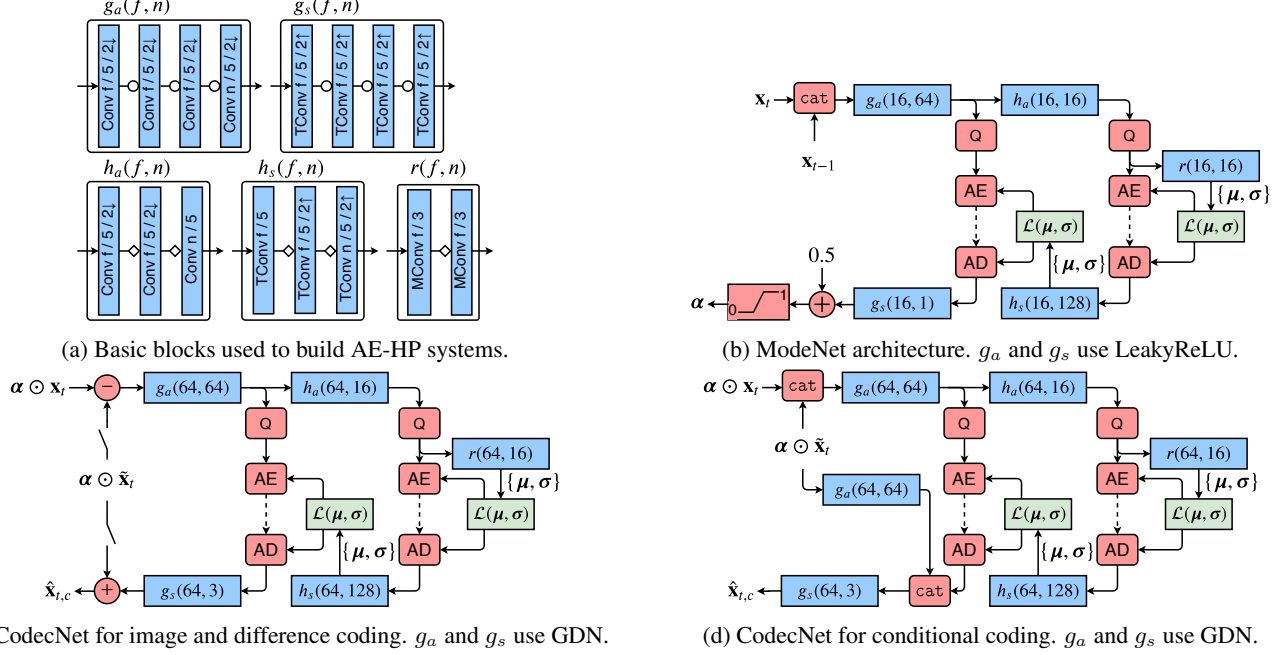 g_a(f, n)
g_s(f, n)
Conv f / 5 / 2↓
Conv f / 5 / 2↓
Conv f / 5 / 2↓
Conv n / 5 / 2↓
TConv f / 5 / 2↑
TConv f / 5 / 2↑
TConv f / 5 / 2↑
TConv f / 5 / 2↑
h_a(f, n)
h_s(f, n)
r(f, n)
Conv f / 5 / 2↓
Conv f / 5 / 2↓
Conv n / 5
TConv f / 5
TConv f / 5 / 2↑
TConv n / 5 / 2↑
MConv f / 3
MConv f / 3
(a) Basic blocks used to build AE-HP systems.
x_t
cat
g_a(16, 64)
h_a(16, 16)
x_{t−1}
Q
Q
r(16, 16)
{μ, σ}
AE
AE
ℒ(μ, σ)
ℒ(μ, σ)
AD
AD
{μ, σ}
0.5
α
0
1
+
g_s(16, 1)
h_s(16, 128)
(b) ModeNet architecture. g_a and g_s use LeakyReLU.
α ⊙ x_t
−
g_a(64, 64)
h_a(64, 16)
Q
Q
r(64, 16)
{μ, σ}
α ⊙ x̃_t
AE
AE
ℒ(μ, σ)
ℒ(μ, σ)
AD
AD
{μ, σ}
x̂_{t,c}
+
g_s(64, 3)
h_s(64, 128)
CodecNet for image and difference coding. g_a and g_s use GDN.
α ⊙ x_t
cat
g_a(64, 64)
h_a(64, 16)
Q
Q
α ⊙ x̃_t
r(64, 16)
{μ, σ}
g_a(64, 64)
AE
AE
ℒ(μ, σ)
ℒ(μ, σ)
AD
AD
{μ, σ}
x̂_{t,c}
g_s(64, 3)
cat
h_s(64, 128)
(d) CodecNet for conditional coding. g_a and g_s use GDN.